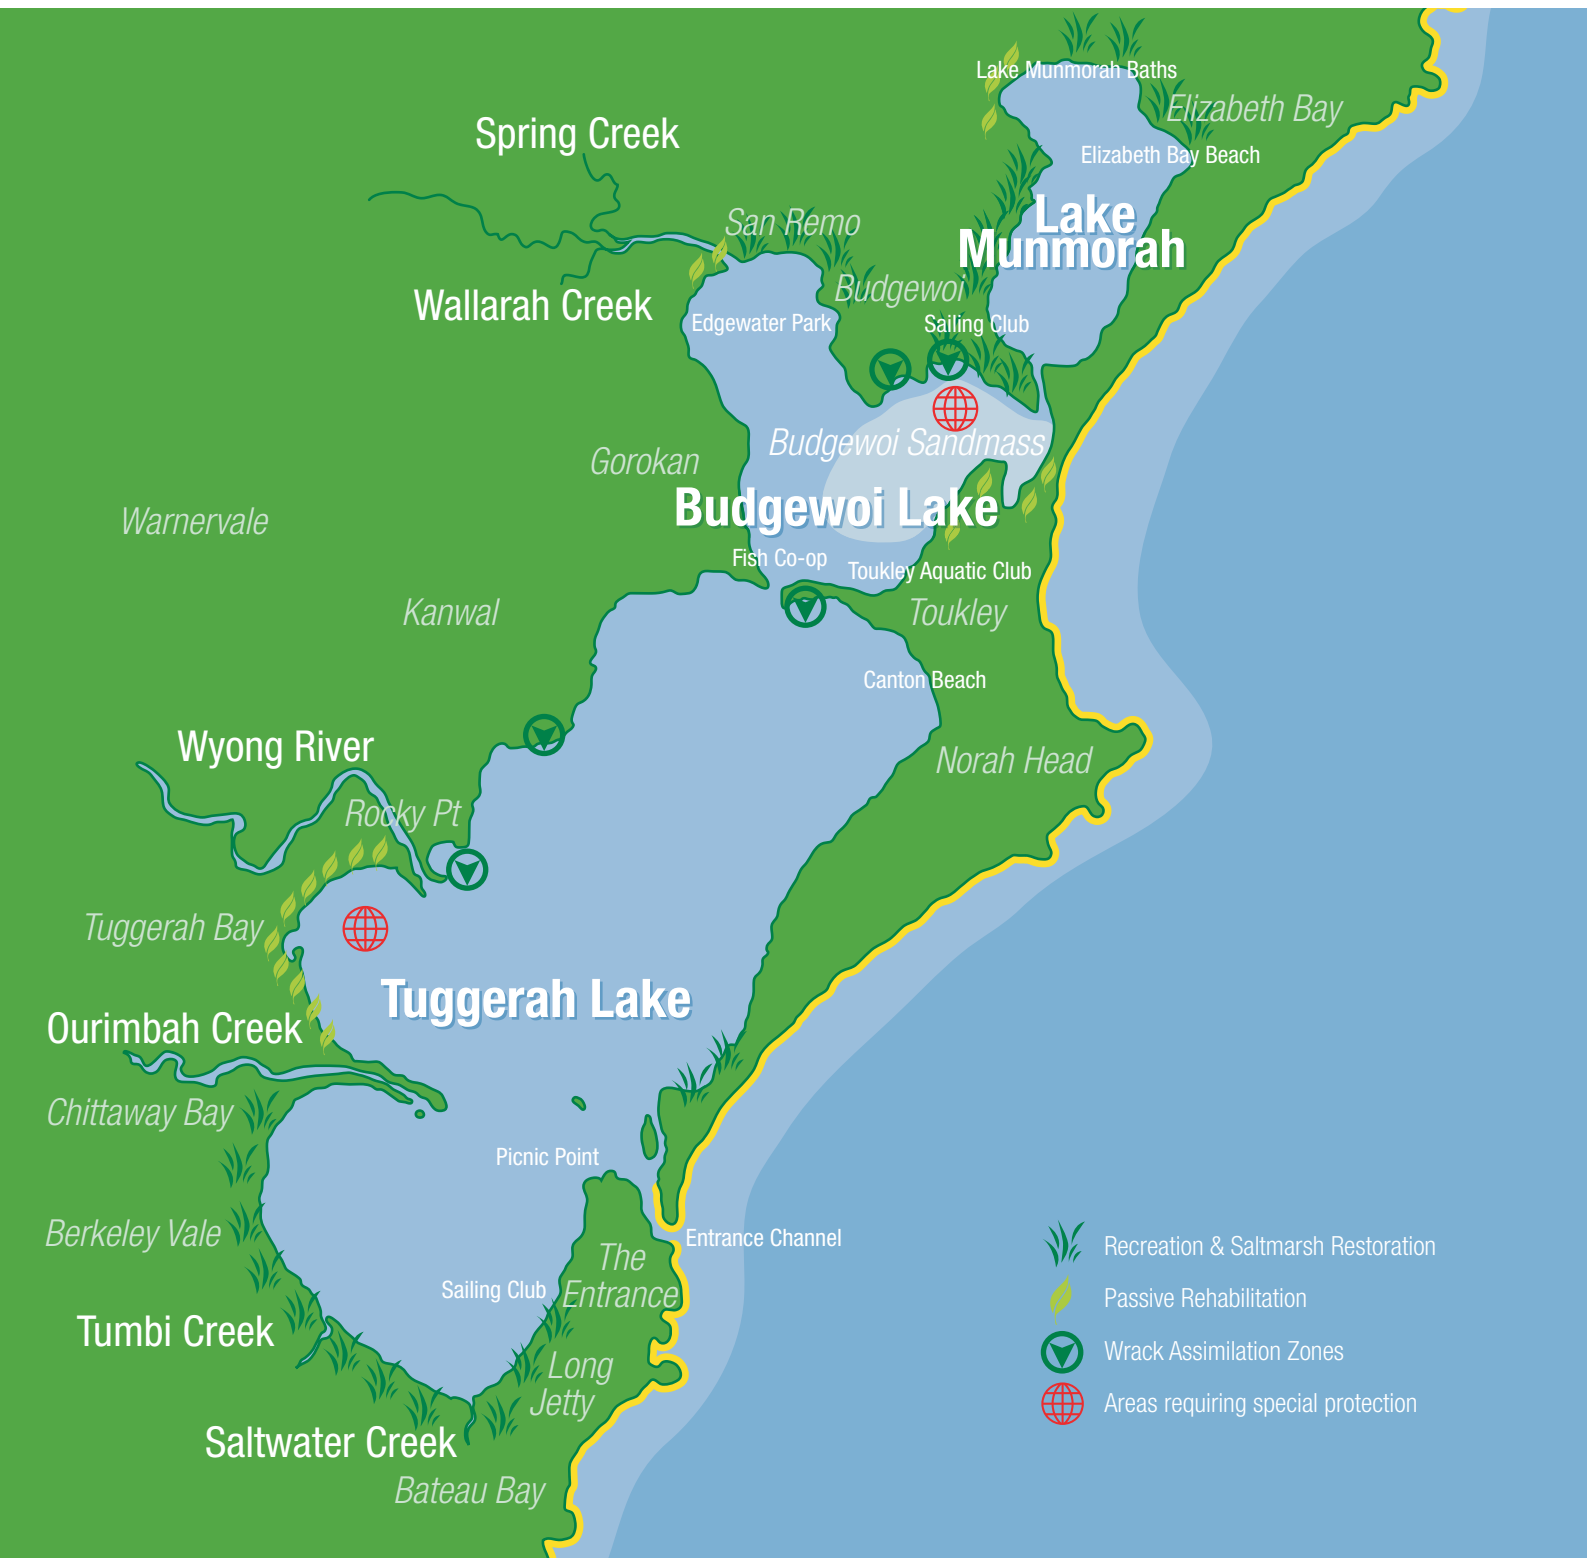 Lake Munmorah Baths
Elizabeth Bay
Spring Creek
Elizabeth Bay Beach
Lake
Munmorah
San Remo
Budgewoi
Wallarah Creek
Edgewater Park
Sailing Club
Budgewoi Sandmass
Gorokan
Budgewoi Lake
Warnervale
Fish Co-op
Toukley Aquatic Club
Kanwal
Toukley
Canton Beach
Wyong River
Norah Head
Rocky Pt
Tuggerah Bay
Tuggerah Lake
Ourimbah Creek
Chittaway Bay
Picnic Point
Berkeley Vale
Entrance Channel
The
Entrance
Sailing Club
Tumbi Creek
Long
Jetty
Saltwater Creek
Bateau Bay
Recreation & Saltmarsh Restoration
Passive Rehabilitation
Wrack Assimilation Zones
Areas requiring special protection